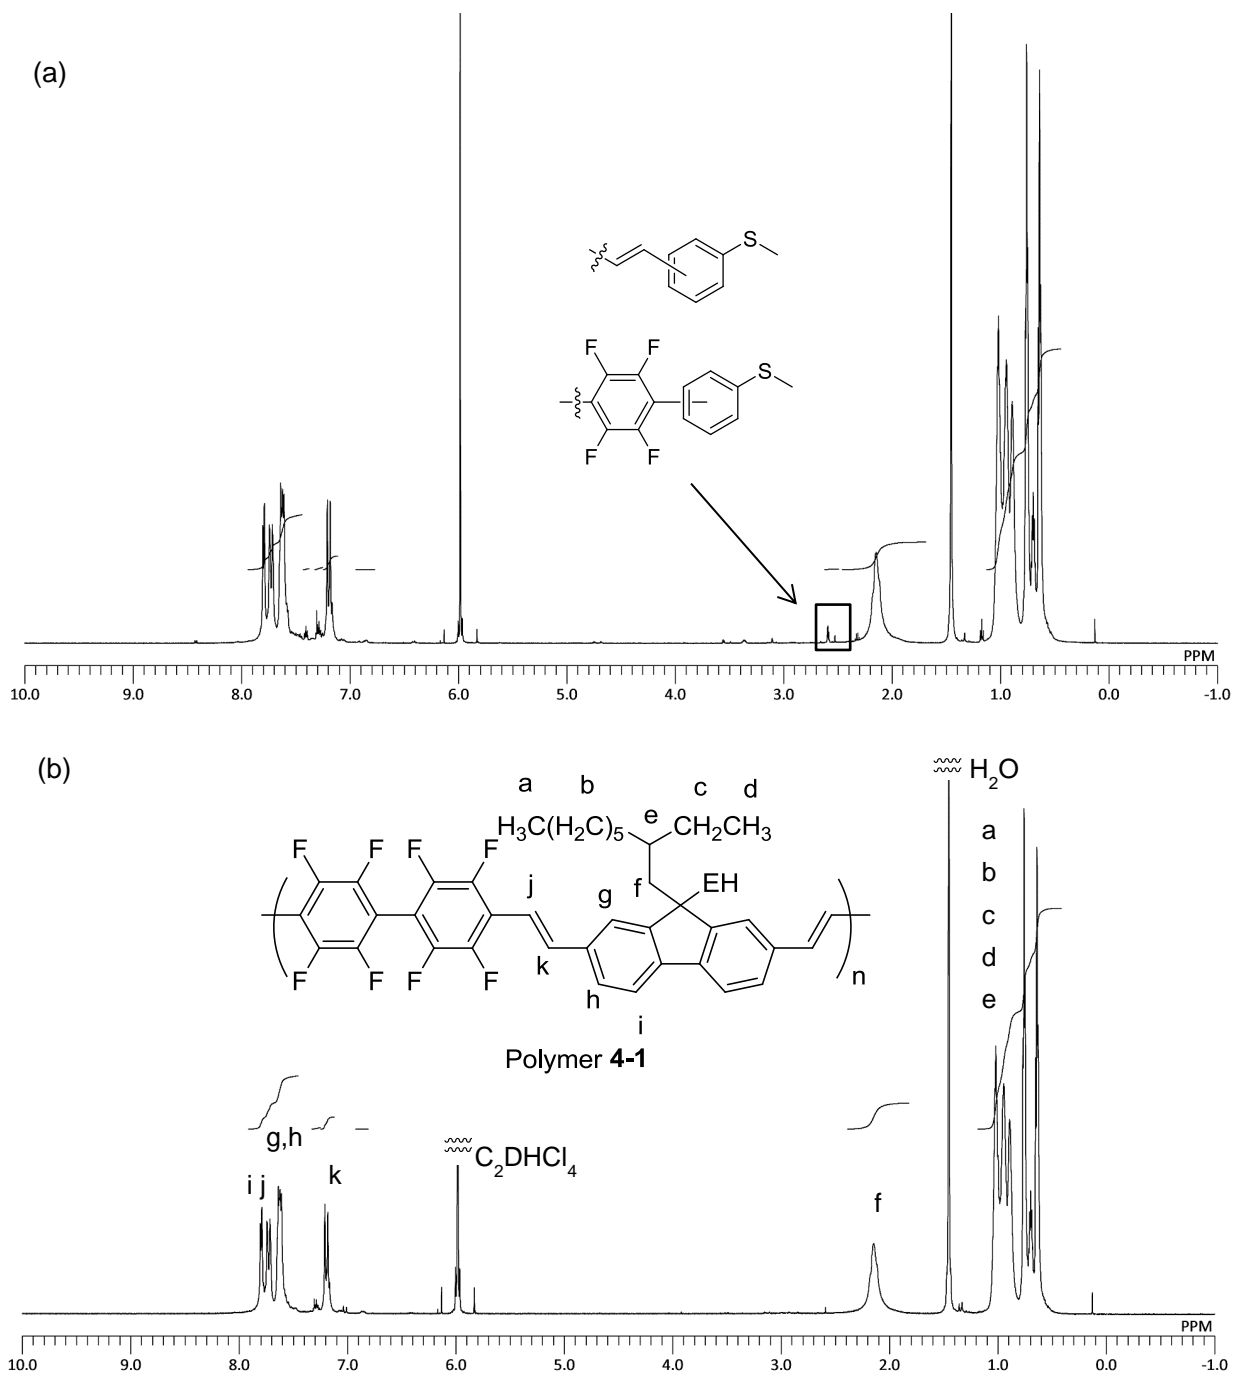 (a)
S
F F
S
F F
PPM
10.0 9.0 8.0 7.0 6.0 5.0 4.0 3.0 2.0 1.0 0.0 -1.0
(b)
H2O
a b c d
e
H3C(H2C)5 CH2CH3
F F F F
j f EH
g
F F F F
k
h
i
n
Polymer 4-1
a
b
c
d
e
g,h
i j k
C2DHCl4
f
PPM
10.0 9.0 8.0 7.0 6.0 5.0 4.0 3.0 2.0 1.0 0.0 -1.0